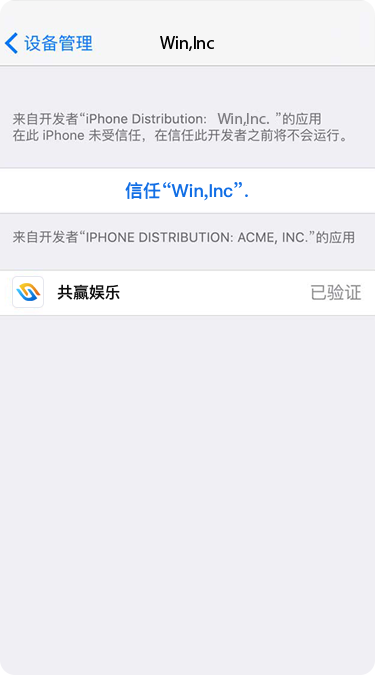 设备管理
Win,Inc
来自开发者“iPhone Distribution: Win,Inc. ”的应用
在此 iPhone 未受信任，在信任此开发者之前将不会运行。
信任“Win,Inc”.
来自开发者“IPHONE DISTRIBUTION: ACME, INC.”的应用
共赢娱乐
已验证